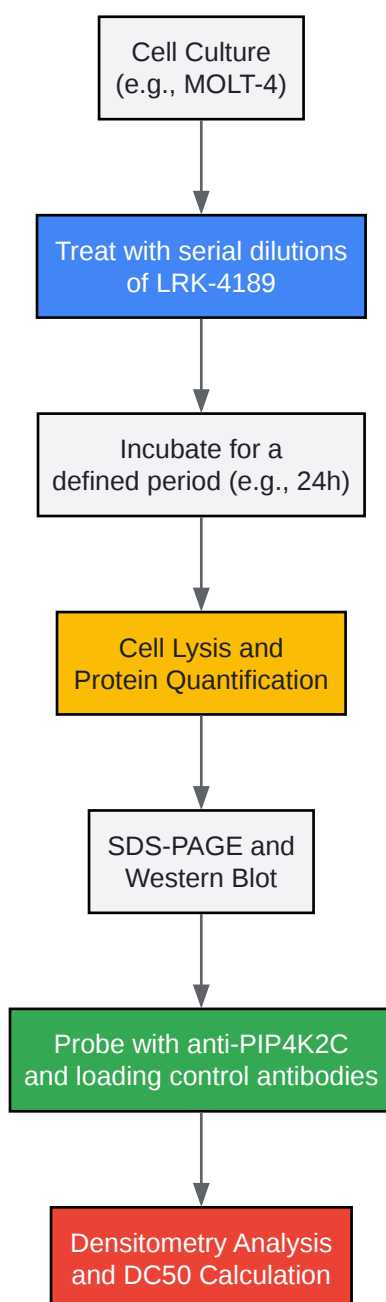 Cell Culture
(e.g., MOLT-4)
Treat with serial dilutions
of LRK-4189
Incubate for a
defined period (e.g., 24h)
Cell Lysis and
Protein Quantification
SDS-PAGE and
Western Blot
Probe with anti-PIP4K2C
and loading control antibodies
Densitometry Analysis
and DC50 Calculation